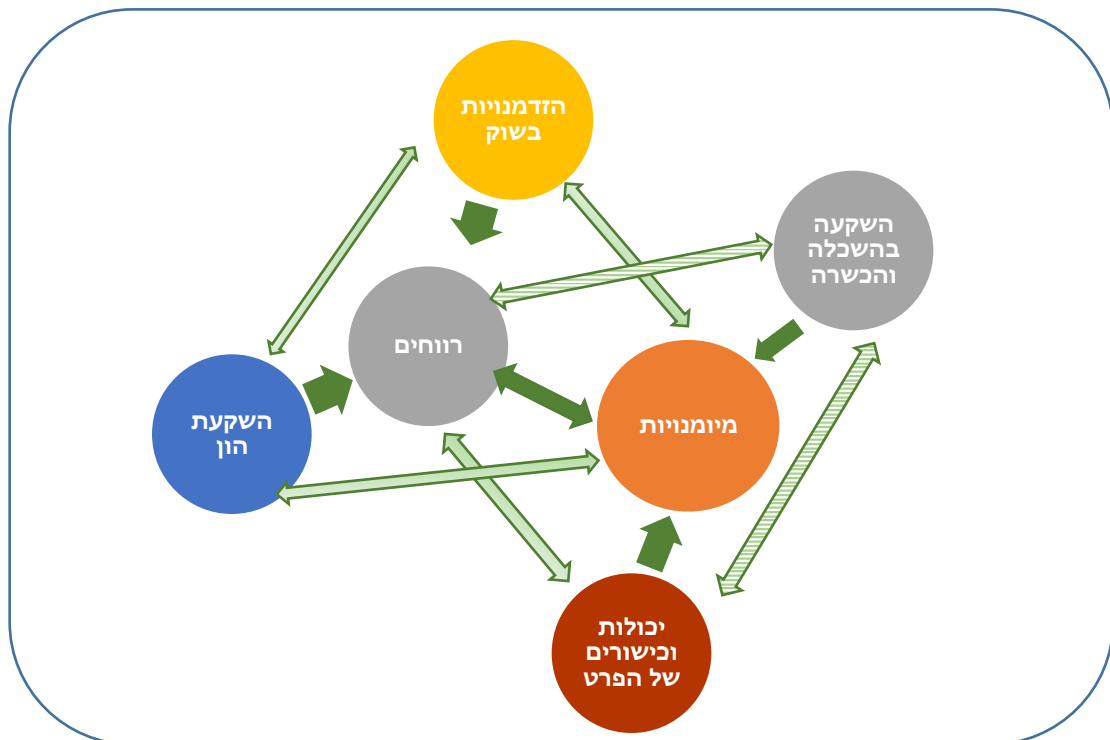 הזדמנויות
בשוק
השקעה
בהשכלה
והכשרה
רווחים
מיומנויות
השקעת
הון
יכולות
וכישורים
של הפרט